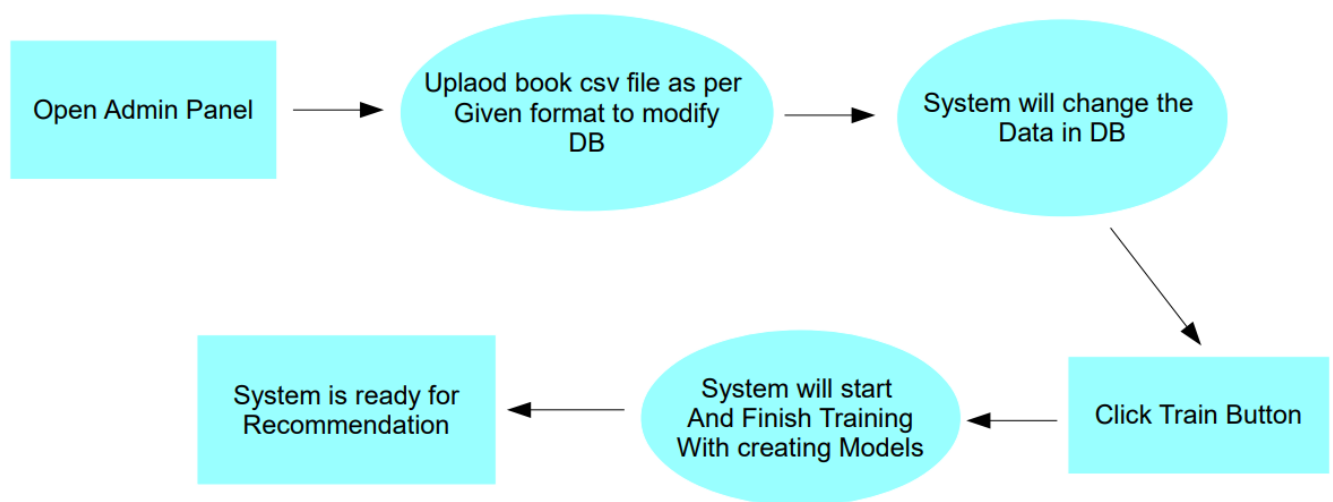 Open Admin Panel
Uplaod book csv file as per
Given format to modify
DB
System will change the
Data in DB
Click Train Button
System will start
And Finish Training
With creating Models
System is ready for
Recommendation